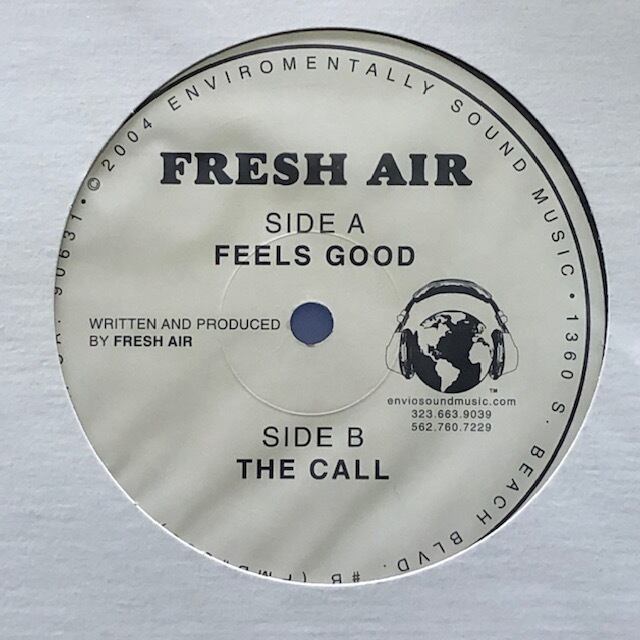 © 2004 ENVIROMENTALLY SOUND MUSIC • 1360 S. BEACH BLVD. #B
90631 •
FRESH AIR
SIDE A
FEELS GOOD
WRITTEN AND PRODUCED
BY FRESH AIR
™
enviosoundmusic.com
323.663.9039
562.760.7229
SIDE B
THE CALL